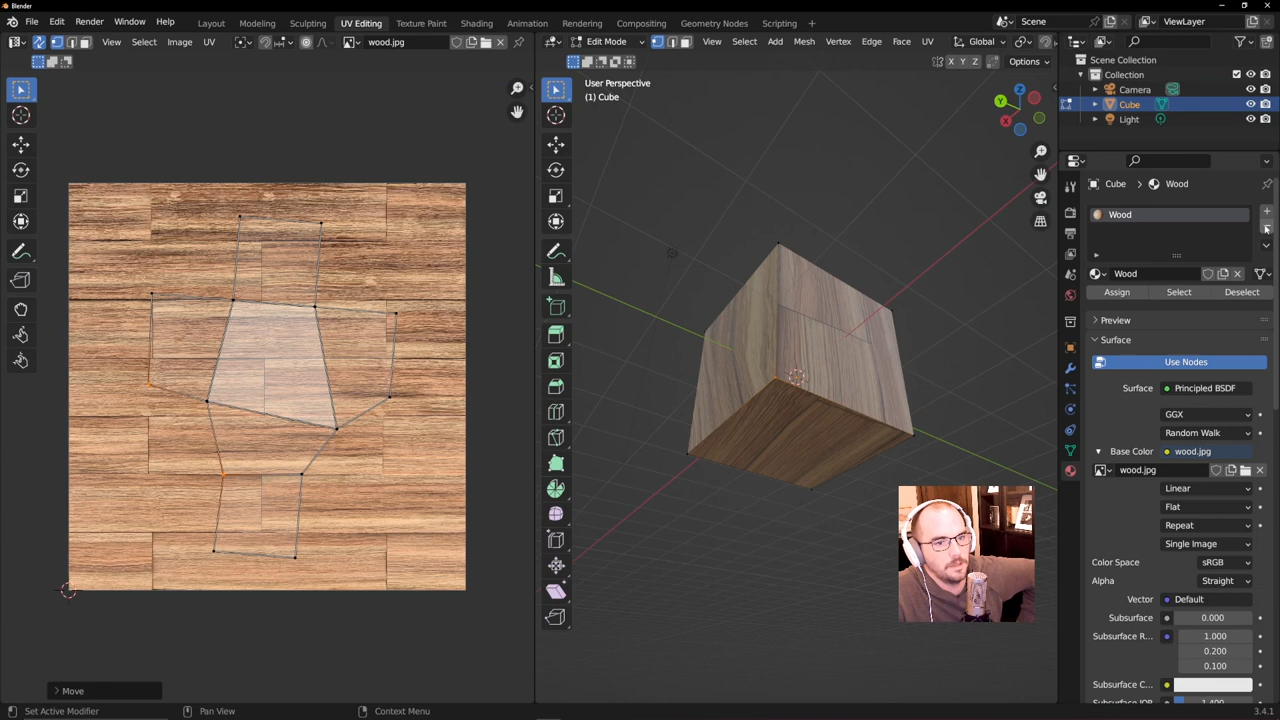 Blender
File Edit Render Window Help
Layout Modeling Sculpting UV Editing Texture Paint Shading Animation Rendering Compositing Geometry Nodes Scripting
Scene
ViewLayer
View Select Image UV
wood.jpg
Edit Mode
View Select Add Mesh Vertex Edge Face UV
Global
X Y Z
Options
User Perspective
(1) Cube
Z
Y
X
Scene Collection
Collection
Camera
Cube
Light
Cube > Wood
Wood
Wood
Assign Select Deselect
Preview
Surface
Use Nodes
Surface Principled BSDF
GGX
Random Walk
Base Color wood.jpg
wood.jpg
Linear
Flat
Repeat
Single Image
Color Space sRGB
Alpha Straight
Vector Default
Subsurface 0.000
Subsurface R... 1.000
0.200
0.100
Subsurface C...
Move
Set Active Modifier
Pan View
Context Menu
3.4.1